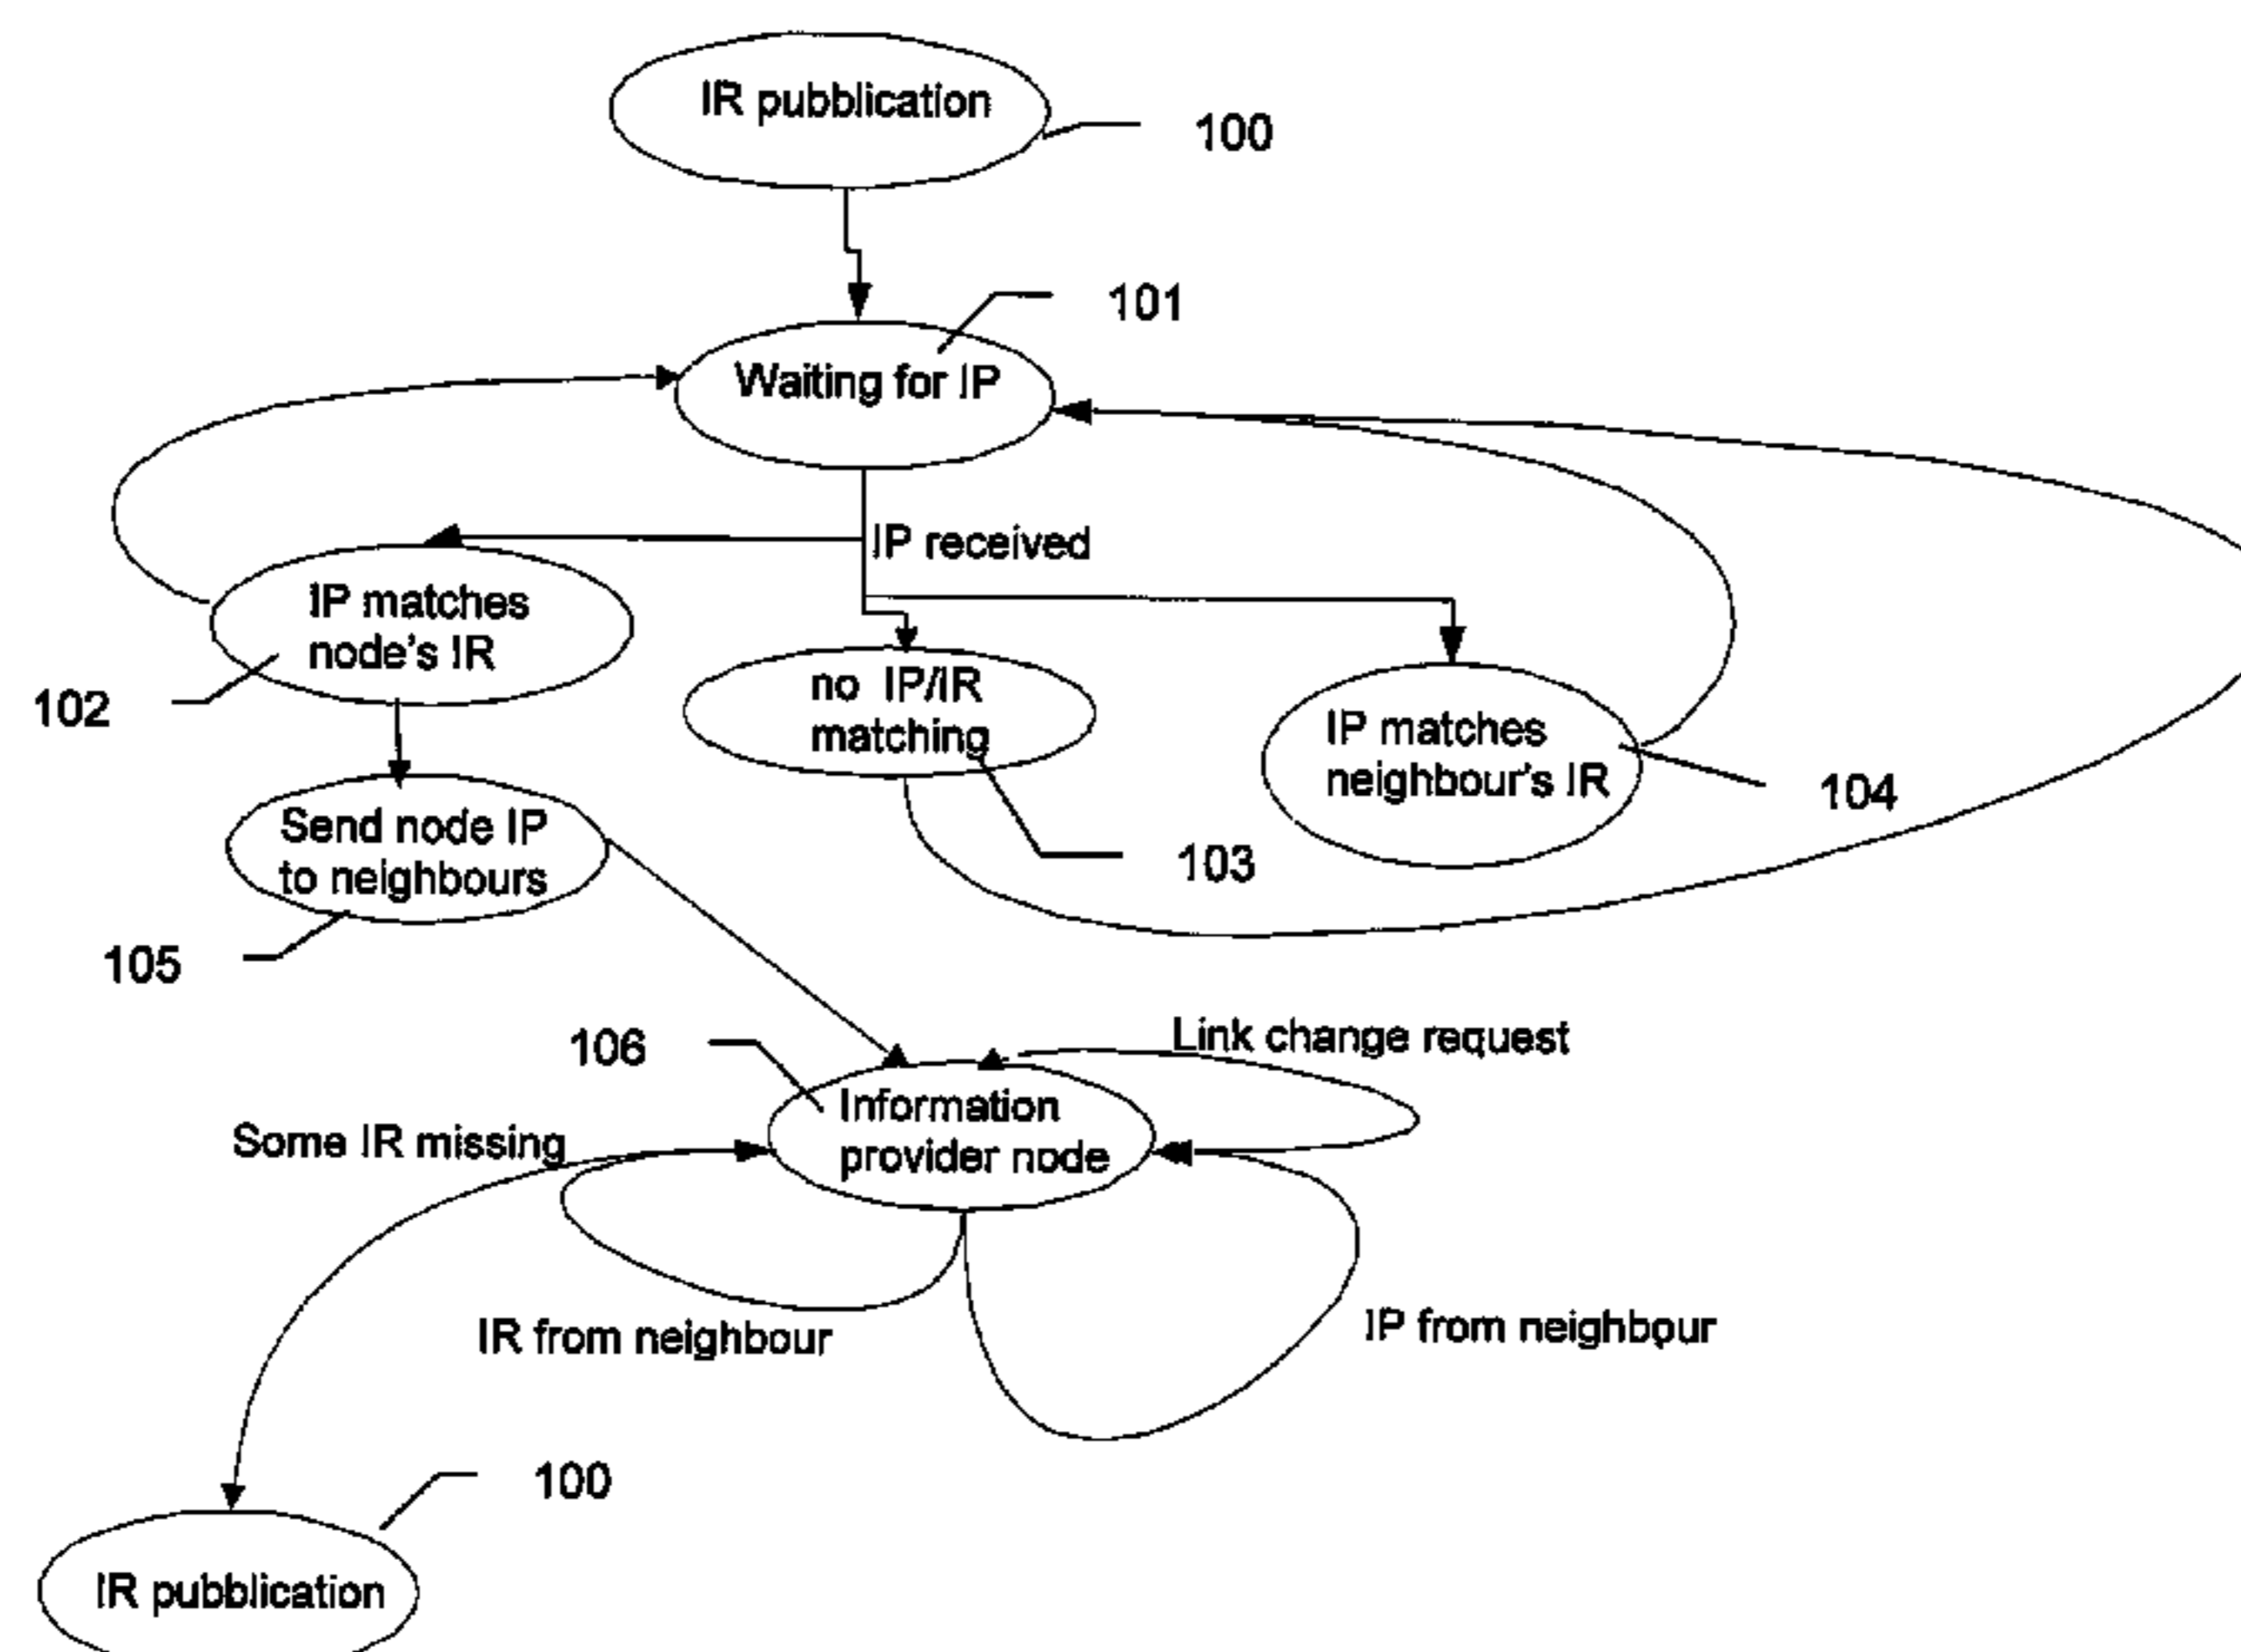 IR pubblication
100
101
Waiting for IP
IP received
IP matches
node's IR
102
no IP/IR
matching
103
IP matches
neighbour's IR
104
Send node IP
to neighbours
105
106
Link change request
Information
provider node
Some IR missing
IR from neighbour
IP from neighbour
100
IR pubblication